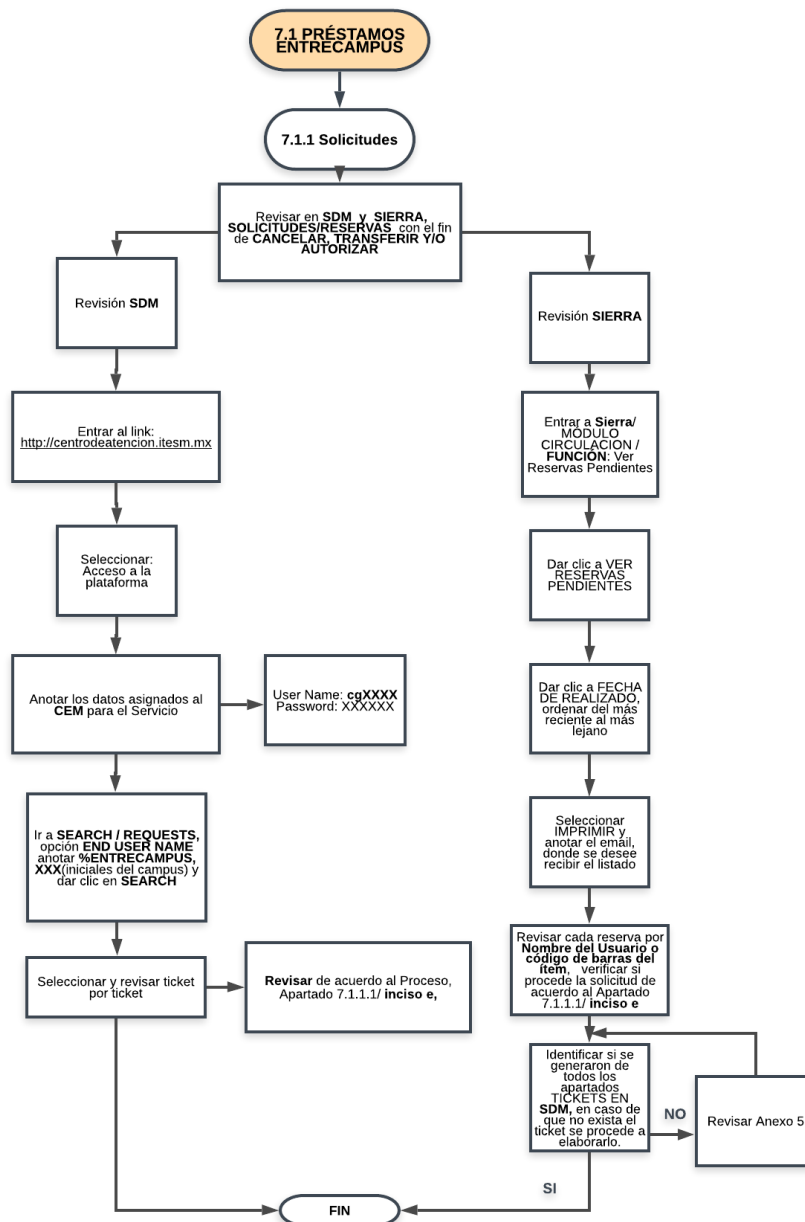 7.1 PRÉSTAMOS
ENTRECAMPUS
7.1.1 Solicitudes
Revisar en SDM y SIERRA,
SOLICITUDES/RESERVAS con el fin
de CANCELAR, TRANSFERIR Y/O
AUTORIZAR
Revisión SDM
Entrar al link:
http://centrodeatencion.itesm.mx
Seleccionar:
Acceso a la
plataforma
Anotar los datos asignados al
CEM para el Servicio
User Name: cgXXXX
Password: XXXXXX
Ir a SEARCH / REQUESTS,
opción END USER NAME
anotar %ENTRECAMPUS,
XXX(iniciales del campus) y
dar clic en SEARCH
Seleccionar y revisar ticket
por ticket
Revisar de acuerdo al Proceso,
Apartado 7.1.1.1/ inciso e,
Revisión SIERRA
Entrar a Sierra/
MÓDULO
CIRCULACION /
FUNCIÓN: Ver
Reservas Pendientes
Dar clic a VER
RESERVAS
PENDIENTES
Dar clic a FECHA
DE REALIZADO,
ordenar del más
reciente al más
lejano
Seleccionar
IMPRIMIR y
anotar el email,
donde se desee
recibir el listado
Revisar cada reserva por
Nombre del Usuario o
código de barras del
ítem, verificar si
procede la solicitud de
acuerdo al Apartado
7.1.1.1/ inciso e
Identificar si se
generaron de
todos los
apartados
TICKETS EN
SDM, en caso de
que no exista el
ticket se procede a
elaborarlo.
NO
Revisar Anexo 5
SI
FIN